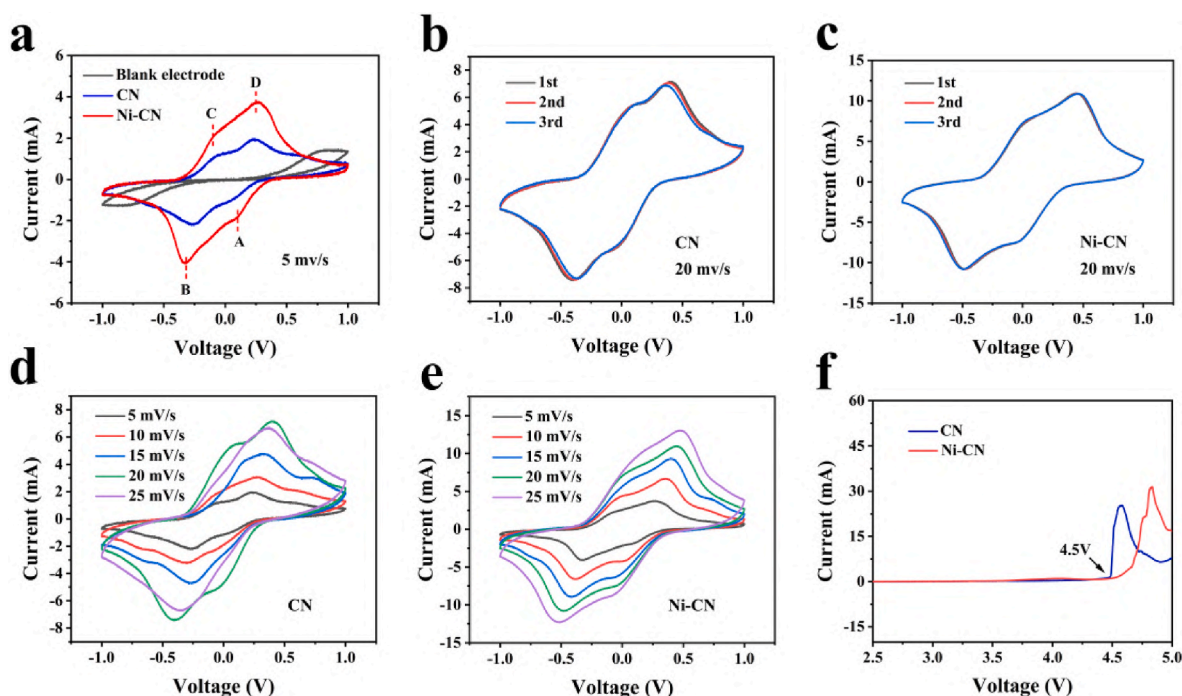 a
Blank electrode
CN
Ni-CN
C
D
A
B
5 mv/s
6
4
2
0
-2
-4
-6
-1.0 -0.5 0.0 0.5 1.0
Current (mA)
Voltage (V)
b
1st
2nd
3rd
CN
20 mv/s
8
6
4
2
0
-2
-4
-6
-8
-1.0 -0.5 0.0 0.5 1.0
Current (mA)
Voltage (V)
c
1st
2nd
3rd
Ni-CN
20 mv/s
15
10
5
0
-5
-10
-15
-1.0 -0.5 0.0 0.5 1.0
Current (mA)
Voltage (V)
d
5 mV/s
10 mV/s
15 mV/s
20 mV/s
25 mV/s
CN
8
6
4
2
0
-2
-4
-6
-8
-1.0 -0.5 0.0 0.5 1.0
Current (mA)
Voltage (V)
e
5 mV/s
10 mV/s
15 mV/s
20 mV/s
25 mV/s
Ni-CN
15
10
5
0
-5
-10
-15
-1.0 -0.5 0.0 0.5 1.0
Current (mA)
Voltage (V)
f
CN
Ni-CN
4.5V
60
45
30
15
0
-15
2.5 3.0 3.5 4.0 4.5 5.0
Current (mA)
Voltage (V)